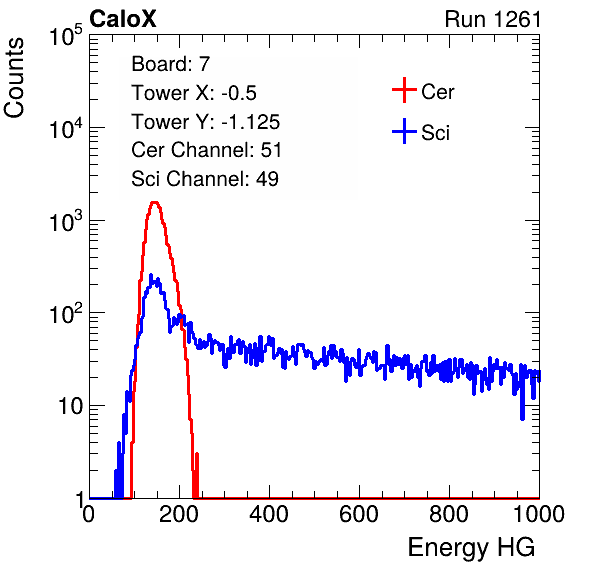 CaloX Run 1261
Counts
Board: 7
Tower X: -0.5
Tower Y: -1.125
Cer Channel: 51
Sci Channel: 49
Cer
Sci
10^5
10^4
10^3
10^2
10
1
0 200 400 600 800 1000
Energy HG